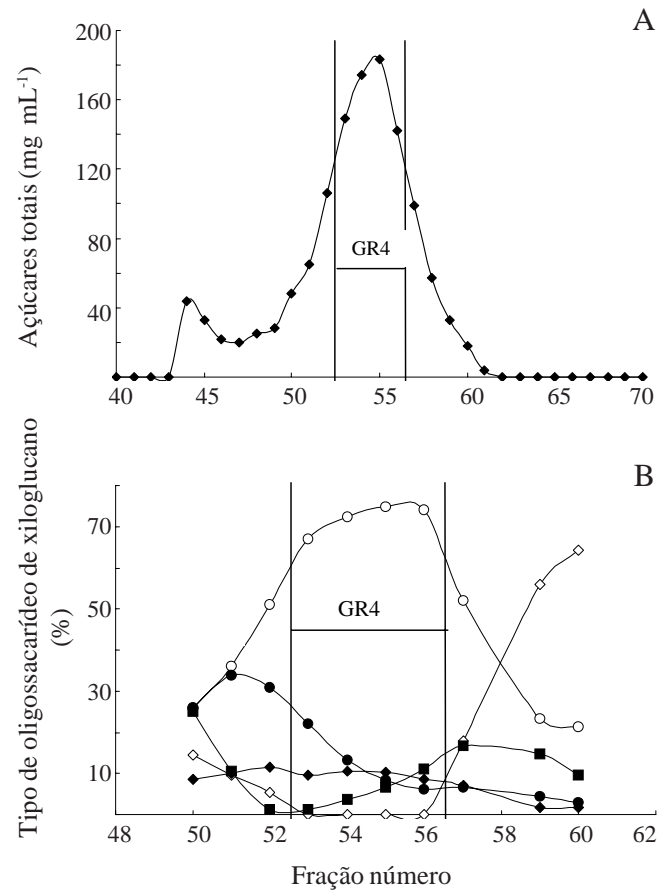 A
Açúcares totais (mg mL-1)
200
160
120
80
40
GR4
40 45 50 55 60 65 70
B
Tipo de oligossacarídeo de xiloglucano
(%)
70
50
30
10
GR4
48 50 52 54 56 58 60 62
Fração número